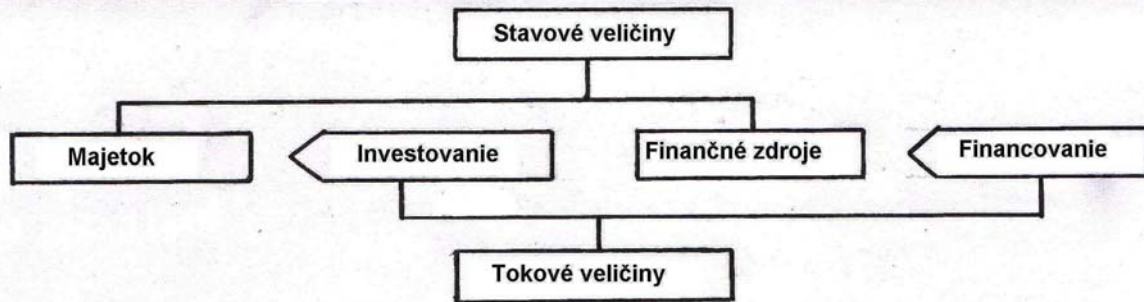 Stavové veličiny
Majetok
Investovanie
Finančné zdroje
Financovanie
Tokové veličiny